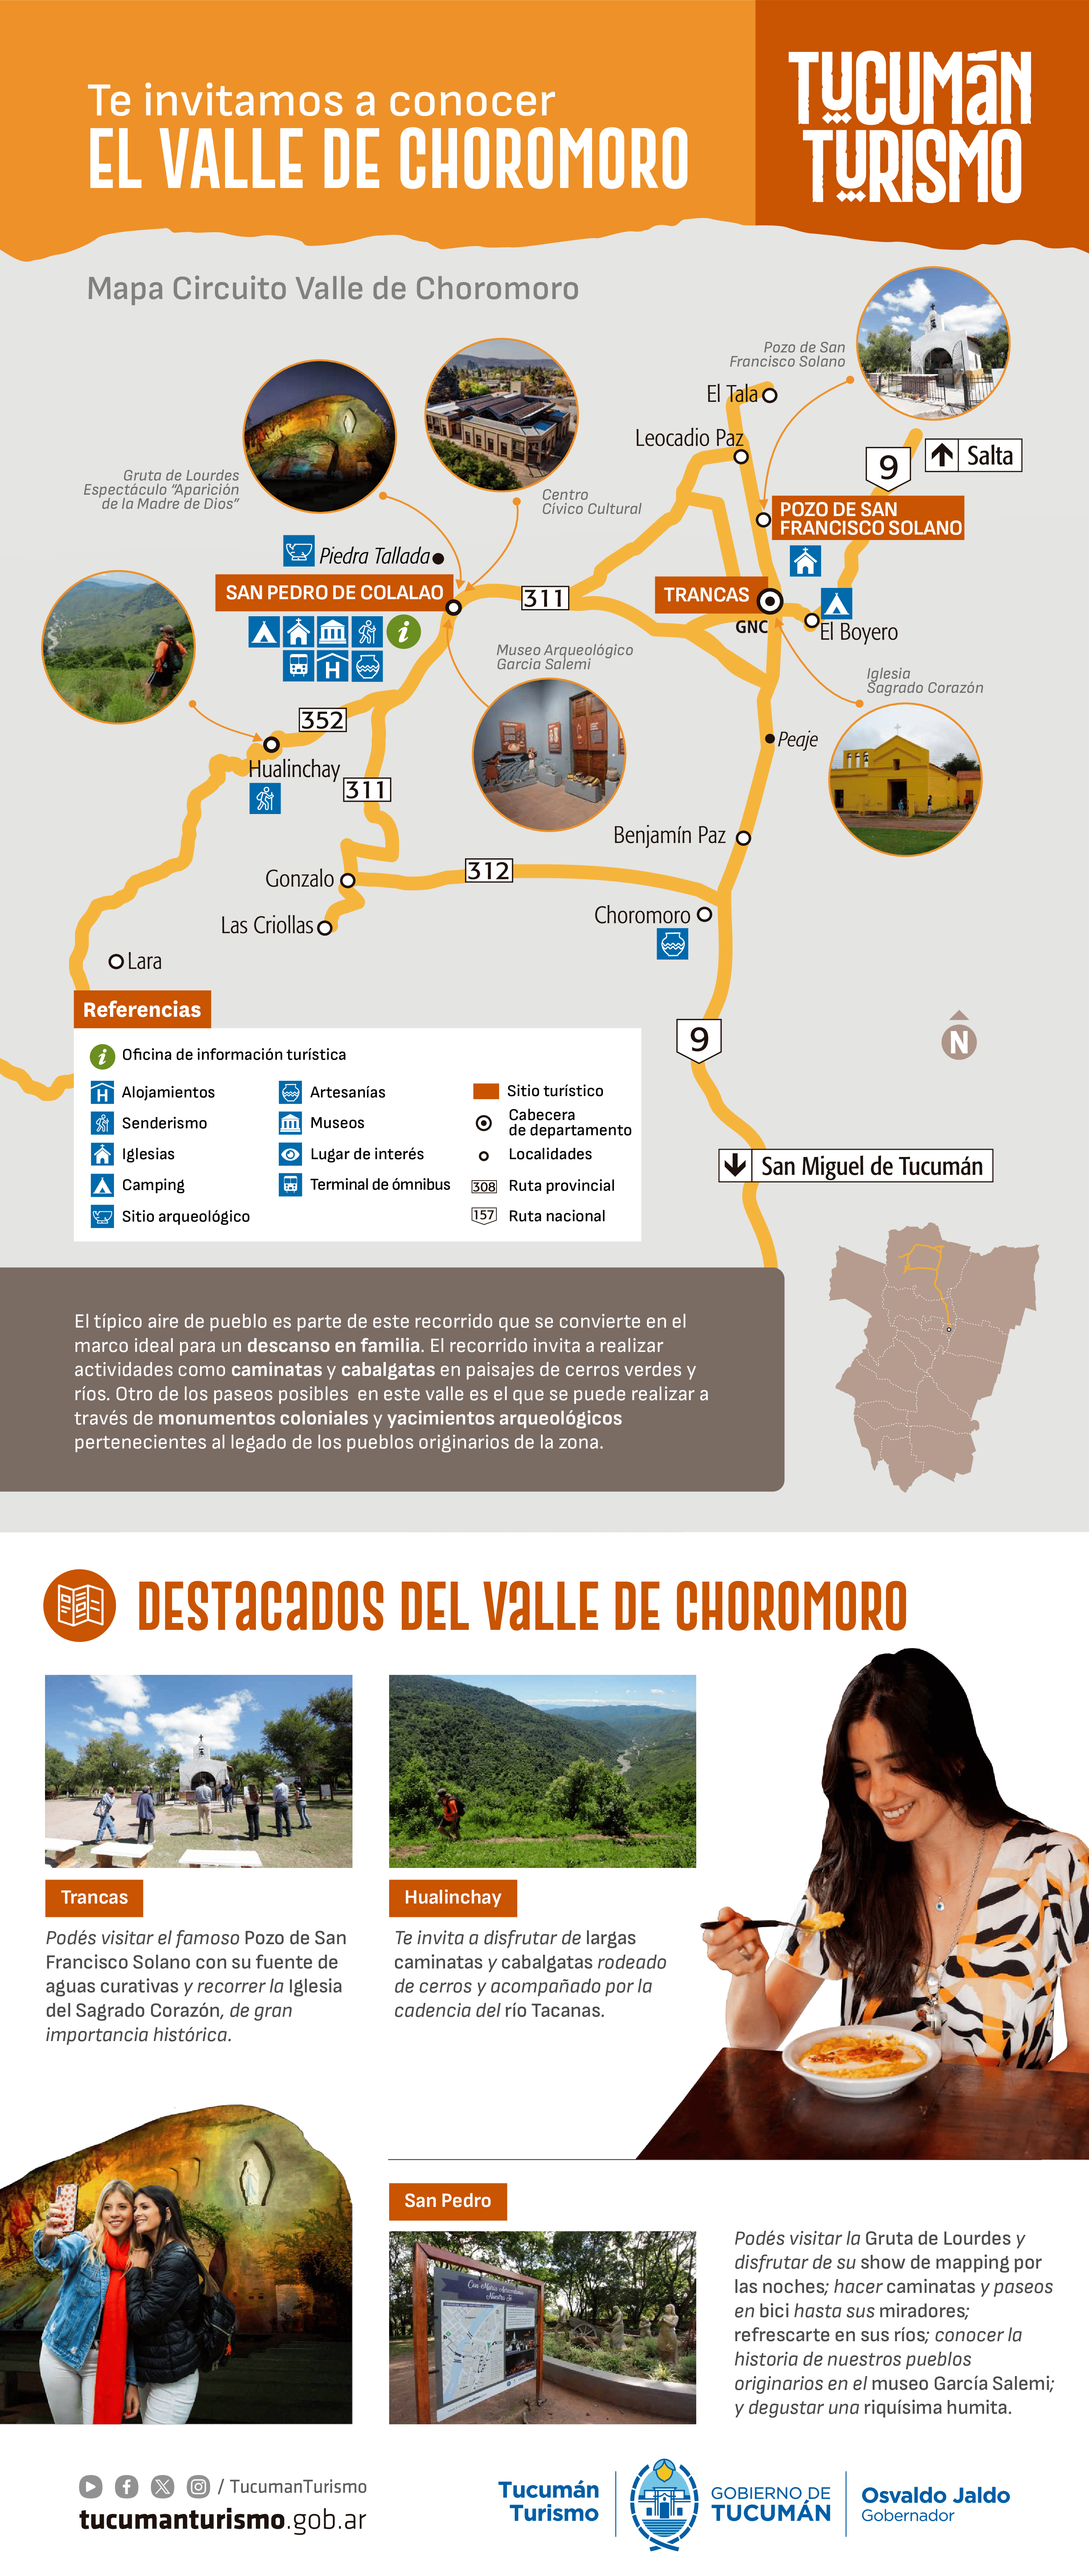 Te invitamos a conocer
EL VALLE DE CHOROMORO
TUCUMáN
TURISMO
Mapa Circuito Valle de Choromoro
Pozo de San
Francisco Solano
El Tala
Leocadio Paz
9
Salta
Gruta de Lourdes
Espectáculo “Aparición
de la Madre de Dios”
Centro
Cívico Cultural
POZO DE SAN
FRANCISCO SOLANO
Piedra Tallada
SAN PEDRO DE COLALAO
311
TRANCAS
GNC
El Boyero
Museo Arqueológico
Garcia Salemi
Iglesia
Sagrado Corazón
352
Hualinchay
311
Peaje
Benjamín Paz
Gonzalo
312
Las Criollas
Choromoro
Lara
Referencias
9
N
Oficina de información turística
Alojamientos
Artesanías
Sitio turístico
Senderismo
Museos
Cabecera
de departamento
Iglesias
Lugar de interés
Localidades
Camping
Terminal de ómnibus
308
Ruta provincial
Sitio arqueológico
157
Ruta nacional
San Miguel de Tucumán
El típico aire de pueblo es parte de este recorrido que se convierte en el
marco ideal para un descanso en familia. El recorrido invita a realizar
actividades como caminatas y cabalgatas en paisajes de cerros verdes y
ríos. Otro de los paseos posibles en este valle es el que se puede realizar a
través de monumentos coloniales y yacimientos arqueológicos
pertenecientes al legado de los pueblos originarios de la zona.
DESTaCaDOS DEL VaLLE DE CHOROMORO
Trancas
Podés visitar el famoso Pozo de San
Francisco Solano con su fuente de
aguas curativas y recorrer la Iglesia
del Sagrado Corazón, de gran
importancia histórica.
Hualinchay
Te invita a disfrutar de largas
caminatas y cabalgatas rodeado
de cerros y acompañado por la
cadencia del río Tacanas.
San Pedro
Con María Ascendemos
Nuestra Fe
Podés visitar la Gruta de Lourdes y
disfrutar de su show de mapping por
las noches; hacer caminatas y paseos
en bici hasta sus miradores;
refrescarte en sus ríos; conocer la
historia de nuestros pueblos
originarios en el museo García Salemi;
y degustar una riquísima humita.
/ TucumanTurismo
tucumanturismo.gob.ar
Tucumán
Turismo
GOBIERNO DE
TUCUMÁN
Osvaldo Jaldo
Gobernador